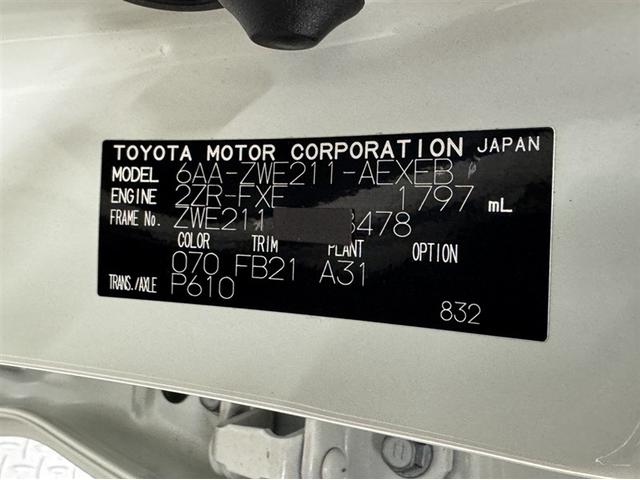 TOYOTA MOTOR CORPORATION JAPAN
MODEL 6AA-ZWE211-AEXEB
ENGINE 2ZR-FXE 1797 mL
FRAME No. ZWE211 478
COLOR TRIM PLANT OPTION
070 FB21 A31
TRANS./AXLE P610
832